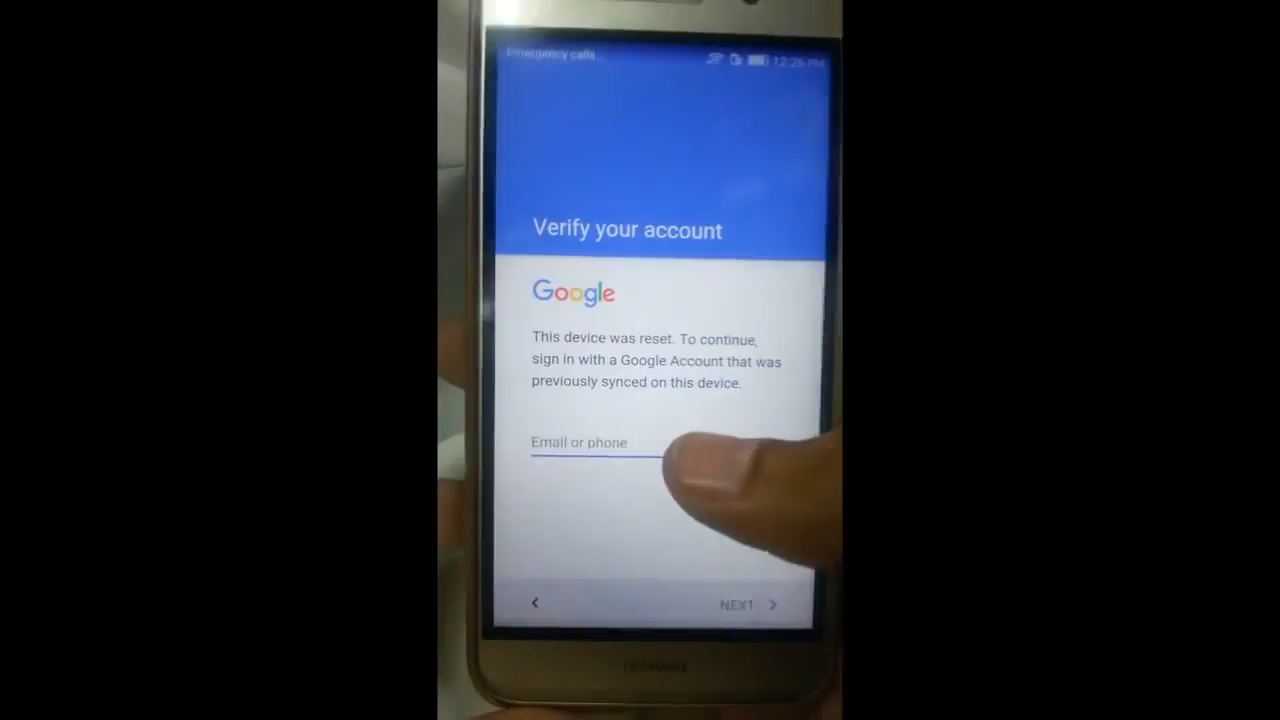 Emergency calls
12:26 PM
Verify your account
Google
This device was reset. To continue,
sign in with a Google Account that was
previously synced on this device.
Email or phone
NEXT